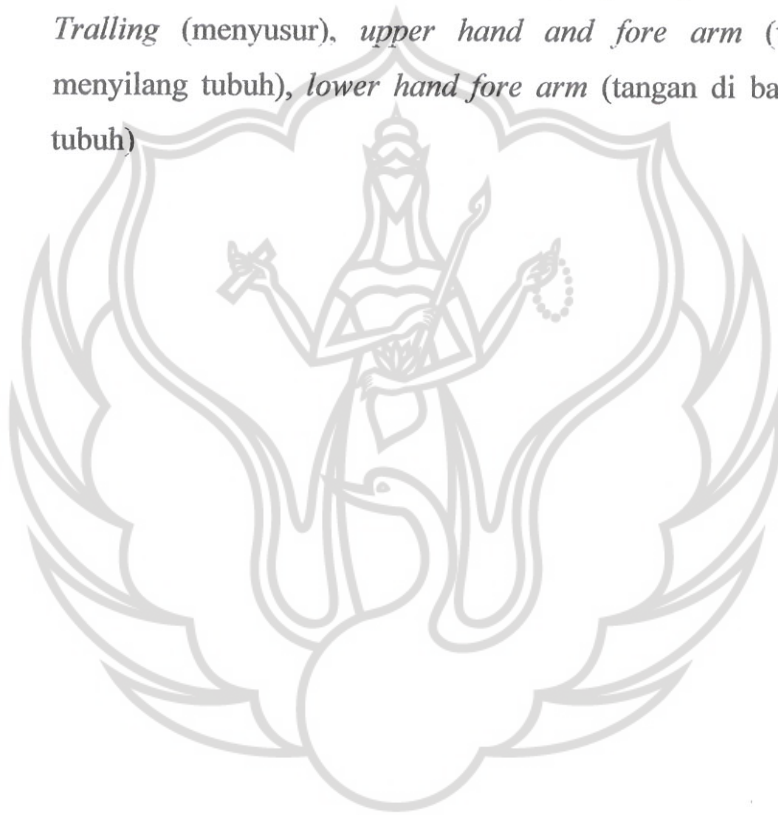 Tralling (menyusur), upper hand and fore arm (
menyilang tubuh), lower hand fore arm (tangan di ba
tubuh)